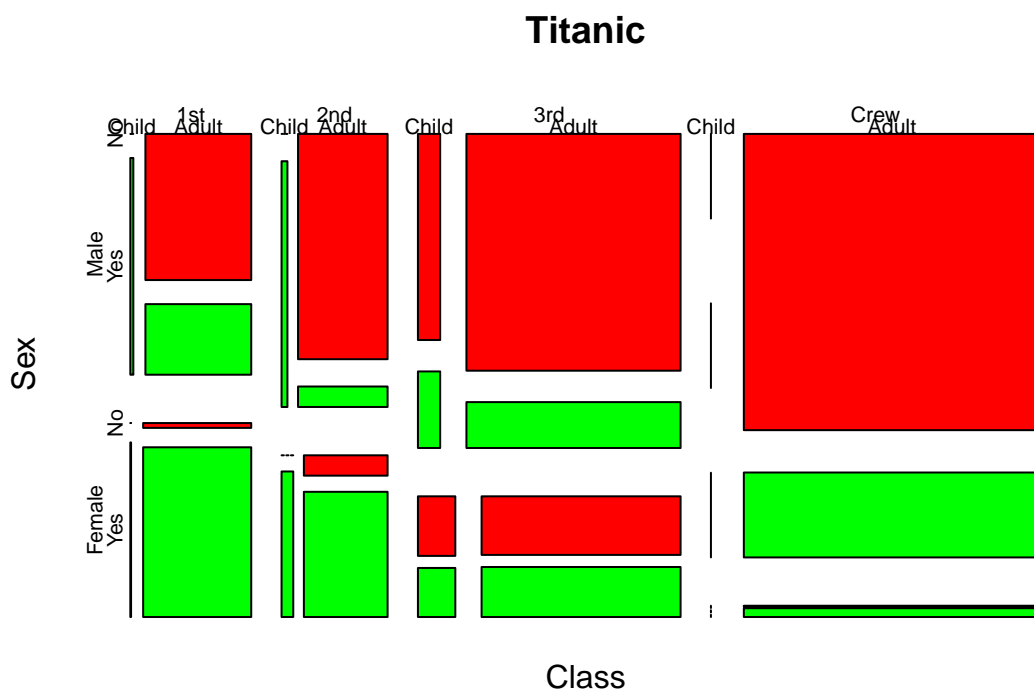 Titanic
1st 2nd 3rd Crew
Child Adult Child Adult Child Adult Child Adult
No
Yes
Male
No
Yes
Female
Sex
Class